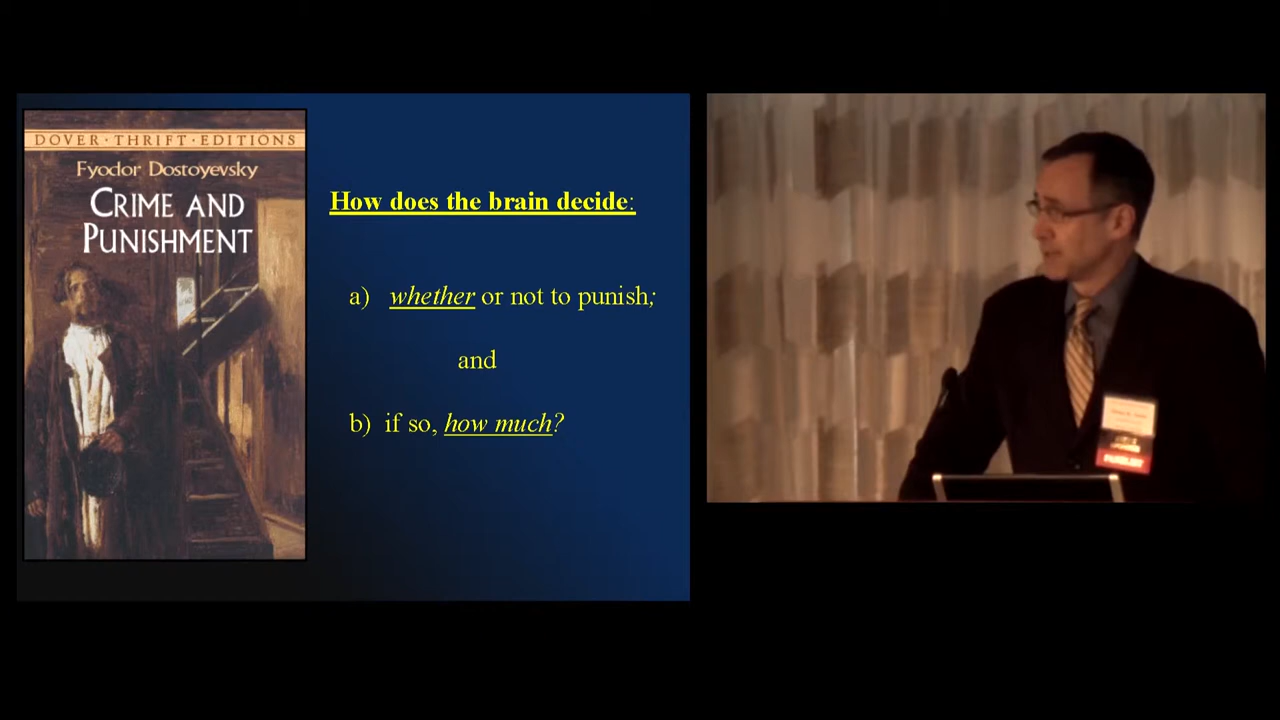 DOVER · THRIFT · EDITIONS
Fyodor Dostoyevsky
CRIME AND
PUNISHMENT
How does the brain decide:
a) whether or not to punish;
and
b) if so, how much?